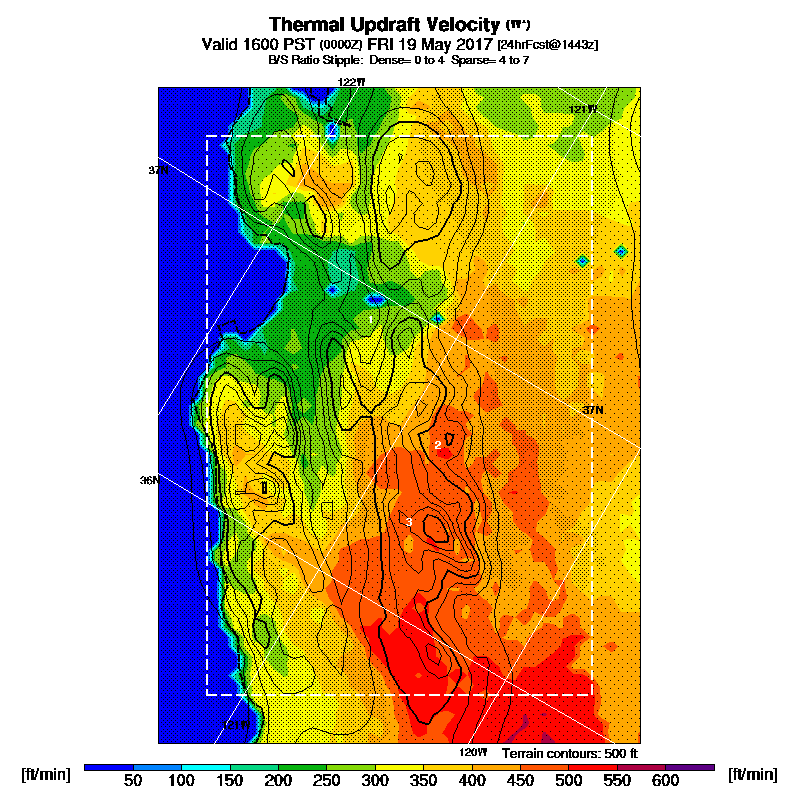 Thermal Updraft Velocity (W*)
Valid 1600 PST (0000Z) FRI 19 May 2017 [24hrFcst@1443z]
B/S Ratio Stipple: Dense= 0 to 4 Sparse= 4 to 7
122W
121W
37N
1
37N
2
36N
3
121W
120W
Terrain contours: 500 ft
[ft/min] 50 100 150 200 250 300 350 400 450 500 550 600 [ft/min]